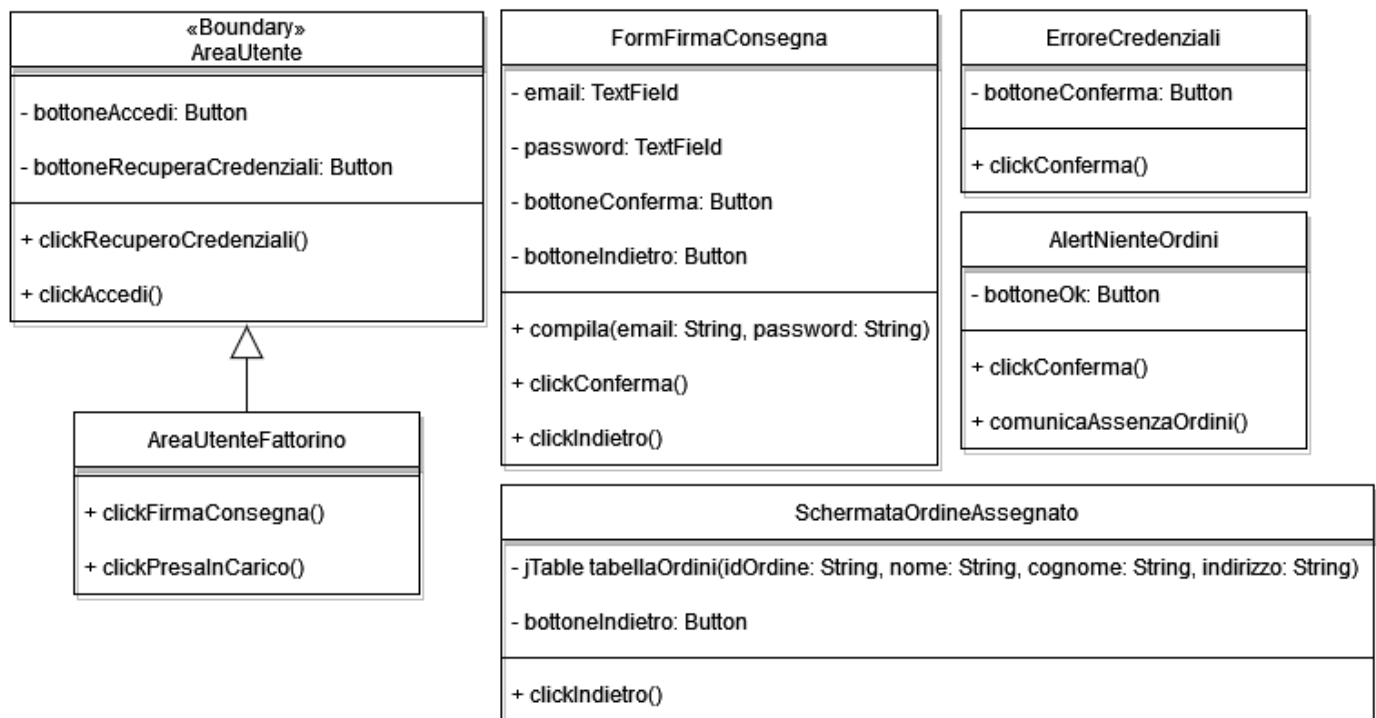 «Boundary»
AreaUtente
- bottoneAccedi: Button
- bottoneRecuperaCredenziali: Button
+ clickRecuperoCredenziali()
+ clickAccedi()
AreaUtenteFattorino
+ clickFirmaConsegna()
+ clickPresaInCarico()
FormFirmaConsegna
- email: TextField
- password: TextField
- bottoneConferma: Button
- bottoneIndietro: Button
+ compila(email: String, password: String)
+ clickConferma()
+ clickIndietro()
ErroreCredenziali
- bottoneConferma: Button
+ clickConferma()
AlertNienteOrdini
- bottoneOk: Button
+ clickConferma()
+ comunicaAssenzaOrdini()
SchermataOrdineAssegnato
- jTable tabellaOrdini(idOrdine: String, nome: String, cognome: String, indirizzo: String)
- bottoneIndietro: Button
+ clickIndietro()